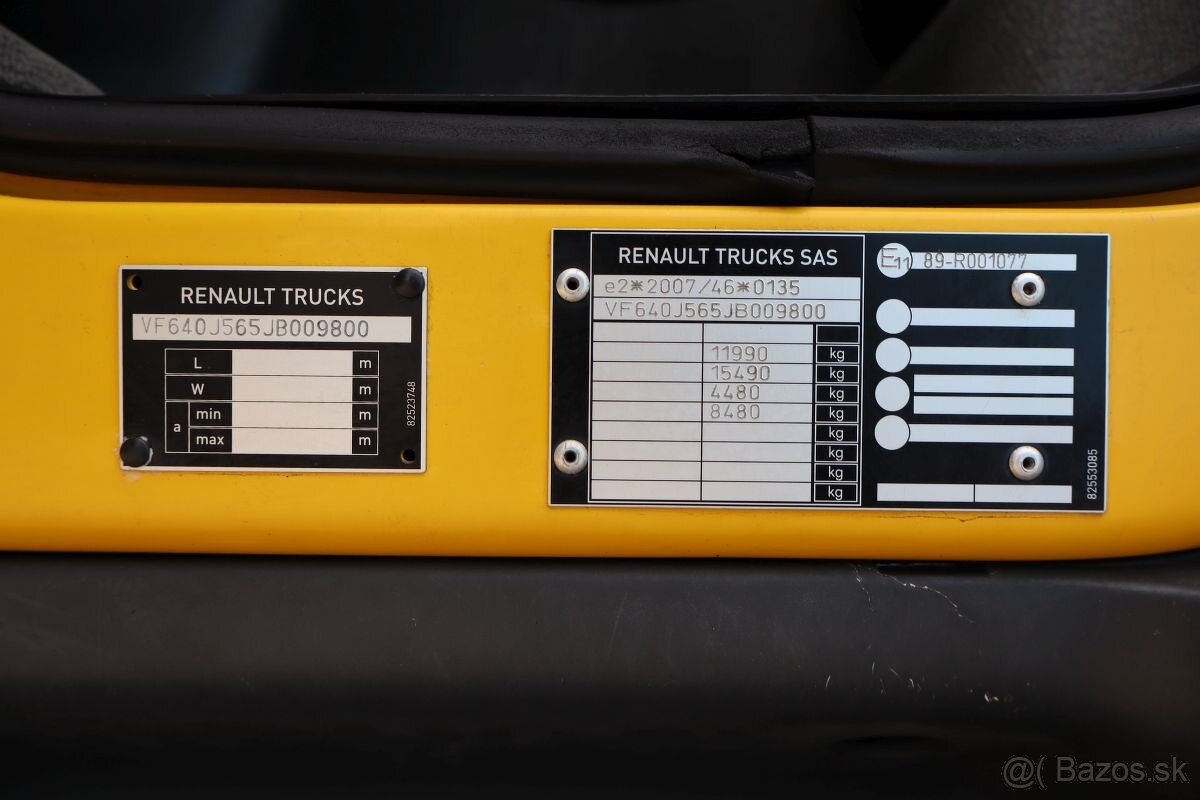 RENAULT TRUCKS
VF640J565JB009800
L m
W m
a min m
max m
82523748
RENAULT TRUCKS SAS
e2*2007/46*0135
VF640J565JB009800
11990 kg
15490 kg
4480 kg
8480 kg
kg
kg
kg
kg
E11 89-R001077
82553085
@( Bazos.sk